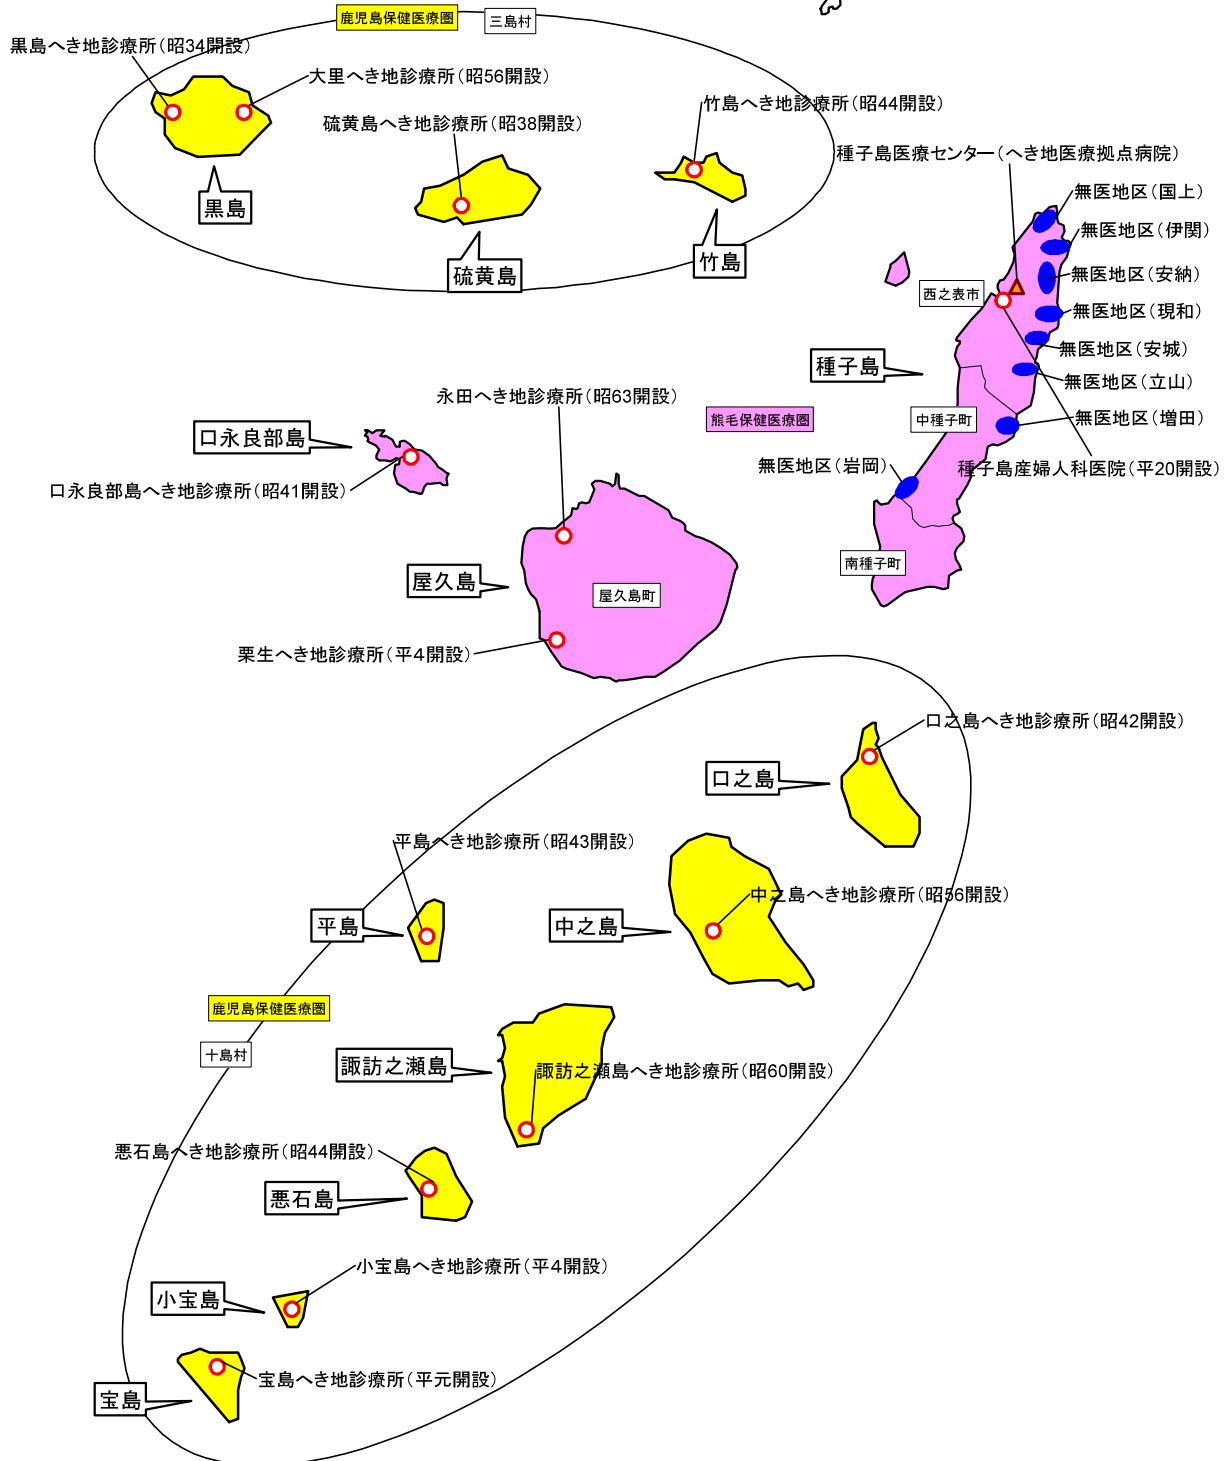 鹿児島保健医療圏
三島村
黒島へき地診療所(昭34開設)
大里へき地診療所(昭56開設)
硫黄島へき地診療所(昭38開設)
竹島へき地診療所(昭44開設)
黒島
硫黄島
竹島
種子島医療センター(へき地医療拠点病院)
無医地区(国上)
無医地区(伊関)
無医地区(安納)
西之表市
無医地区(現和)
無医地区(安城)
種子島
無医地区(立山)
永田へき地診療所(昭63開設)
熊毛保健医療圏
中種子町
無医地区(増田)
口永良部島
無医地区(岩岡)
種子島産婦人科医院(平20開設)
口永良部島へき地診療所(昭41開設)
南種子町
屋久島
屋久島町
栗生へき地診療所(平4開設)
口之島へき地診療所(昭42開設)
口之島
平島へき地診療所(昭43開設)
中之島へき地診療所(昭56開設)
平島
中之島
鹿児島保健医療圏
十島村
諏訪之瀬島
諏訪之瀬島へき地診療所(昭60開設)
悪石島へき地診療所(昭44開設)
悪石島
小宝島へき地診療所(平4開設)
小宝島
宝島へき地診療所(平元開設)
宝島